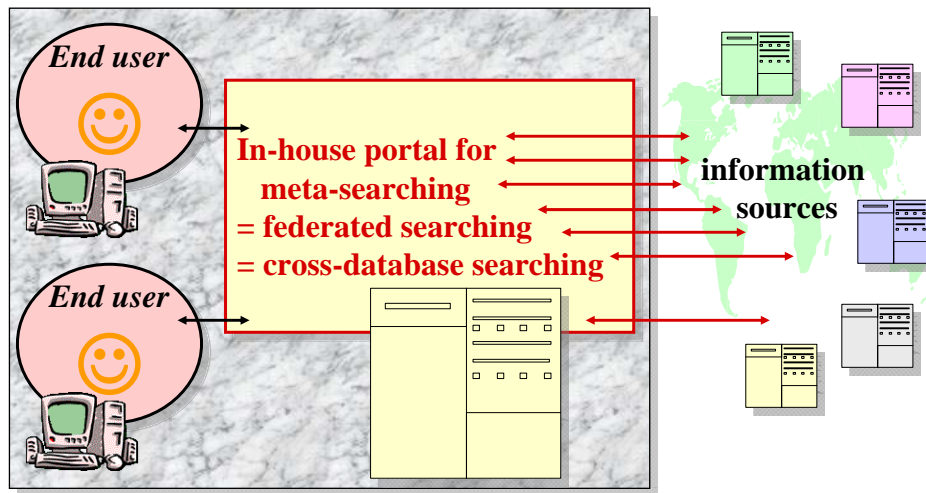 End user
In-house portal for
meta-searching
= federated searching
= cross-database searching
information
sources
End user